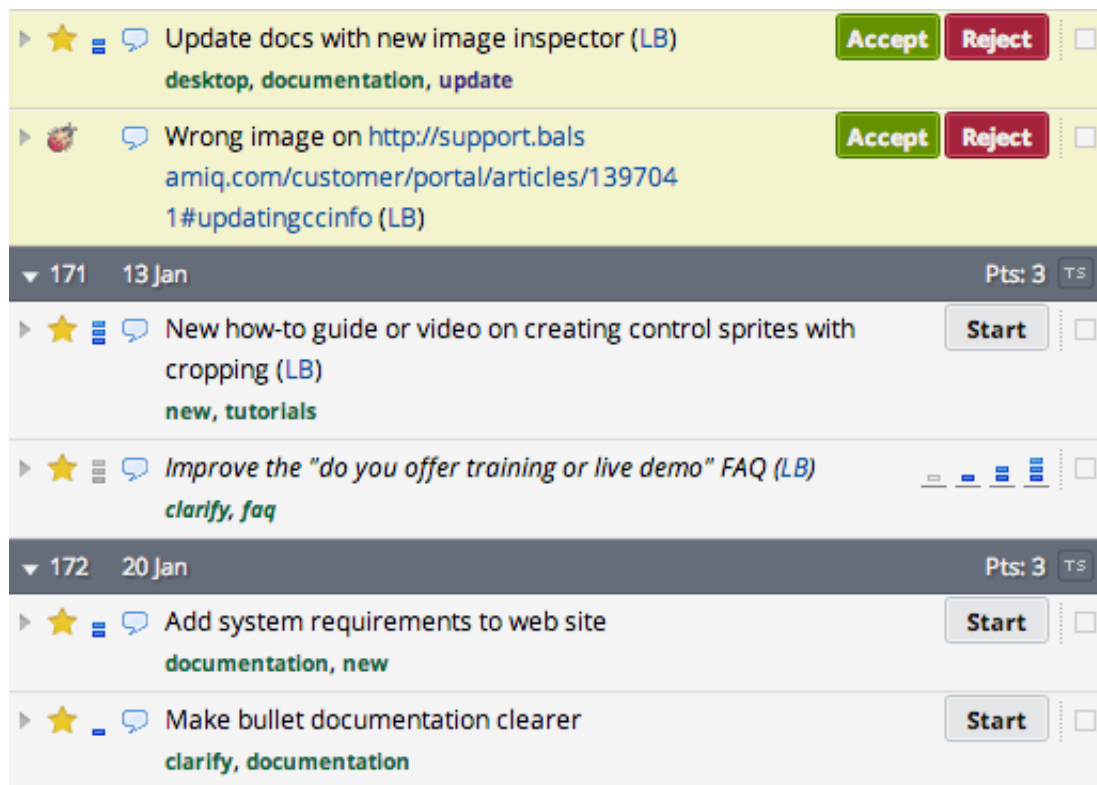 Update docs with new image inspector (LB) Accept Reject
desktop, documentation, update
Wrong image on http://support.bals Accept Reject
amiq.com/customer/portal/articles/139704
1#updatingccinfo (LB)
171 13 Jan Pts: 3 TS
New how-to guide or video on creating control sprites with Start
cropping (LB)
new, tutorials
Improve the "do you offer training or live demo" FAQ (LB)
clarify, faq
172 20 Jan Pts: 3 TS
Add system requirements to web site Start
documentation, new
Make bullet documentation clearer Start
clarify, documentation